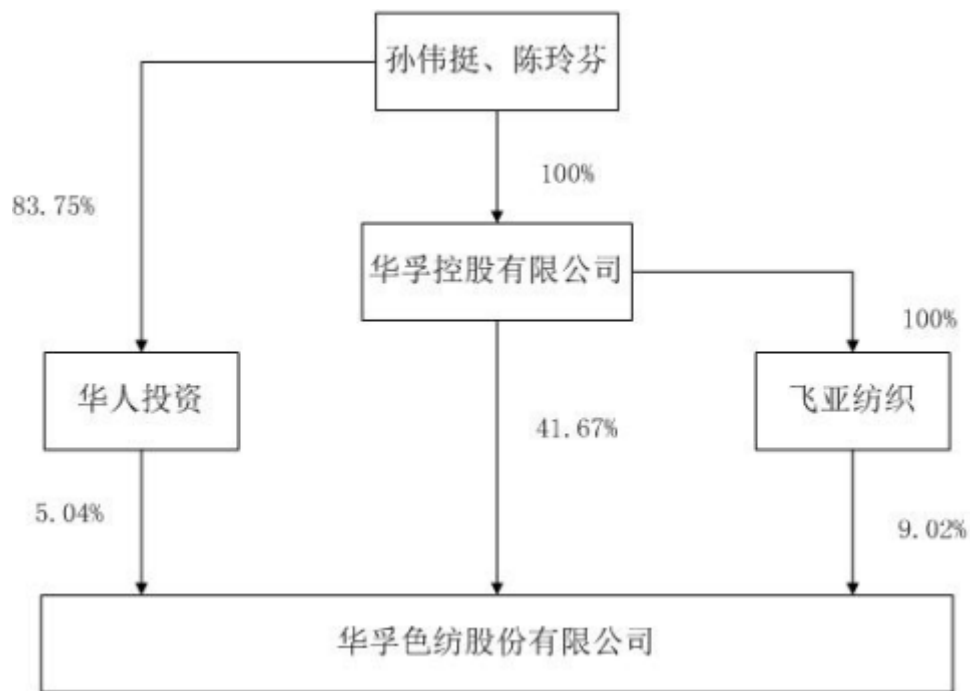 孙伟挺、陈玲芬
100%
83.75%
华孚控股有限公司
100%
华人投资
飞亚纺织
41.67%
5.04%
9.02%
华孚色纺股份有限公司